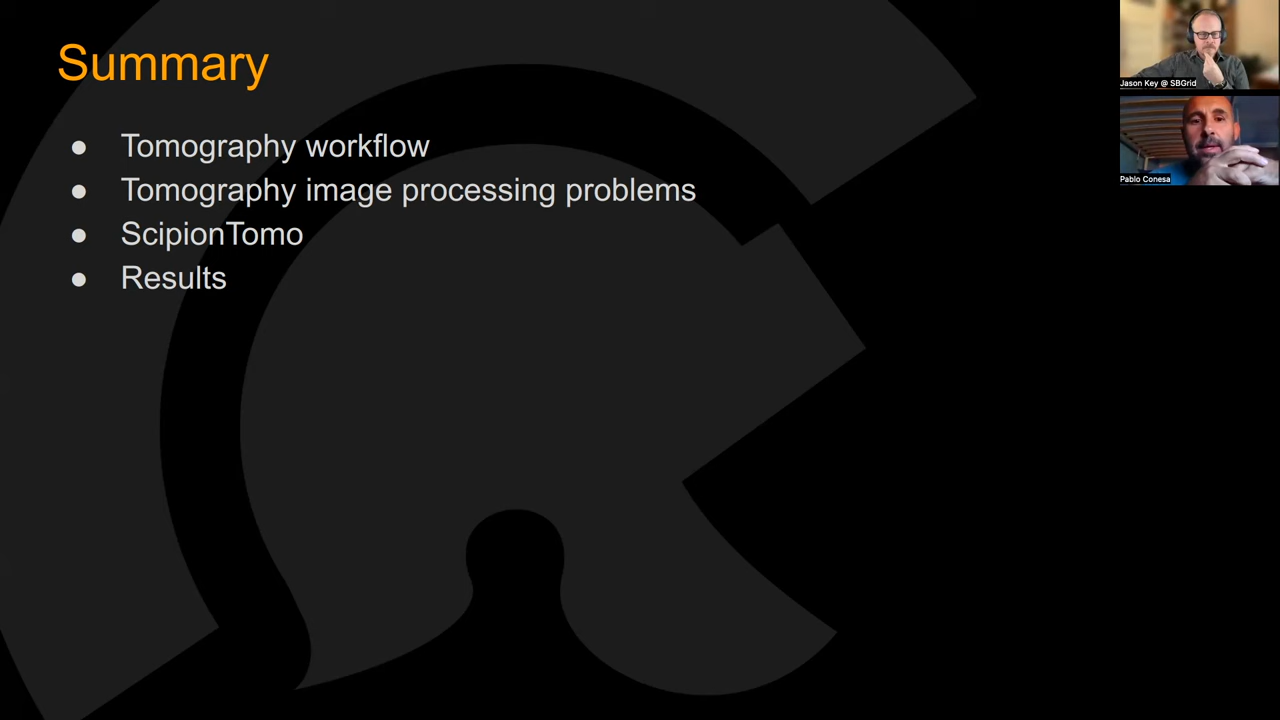 Summary
● Tomography workflow
● Tomography image processing problems
● ScipionTomo
● Results
Jason Key @ SBGrid
Pablo Conesa